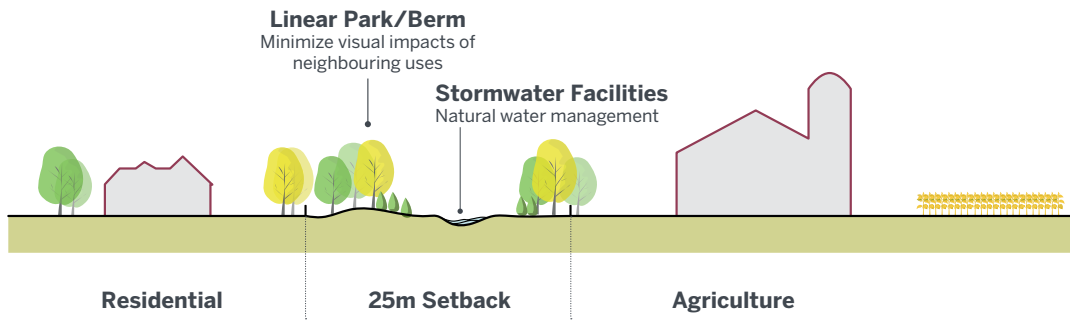 Linear Park/Berm
Minimize visual impacts of
neighbouring uses
Stormwater Facilities
Natural water management
Residential
25m Setback
Agriculture